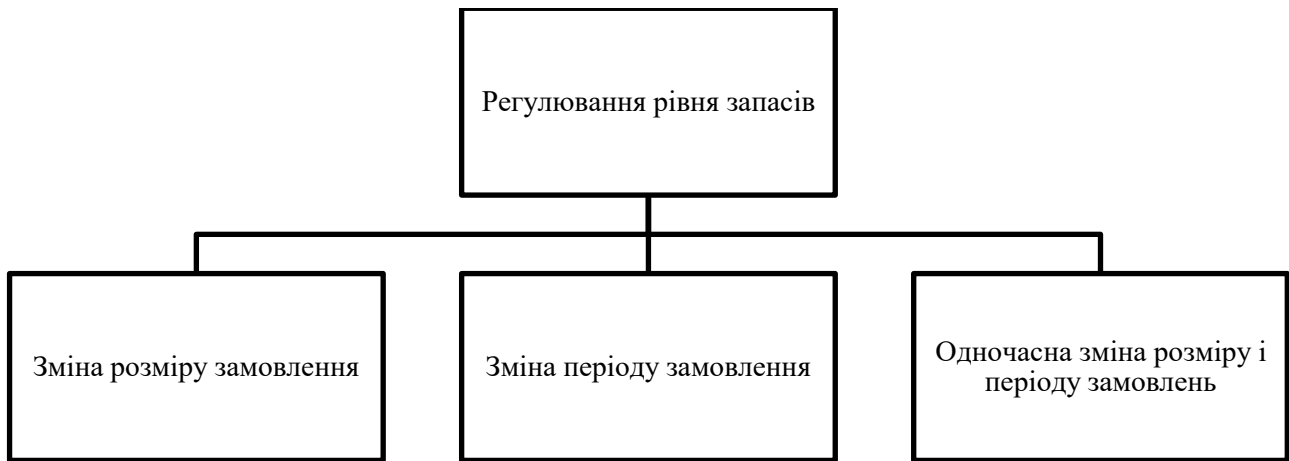 Регулювання рівня запасів
Зміна розміру замовлення
Зміна періоду замовлення
Одночасна зміна розміру і
періоду замовлень